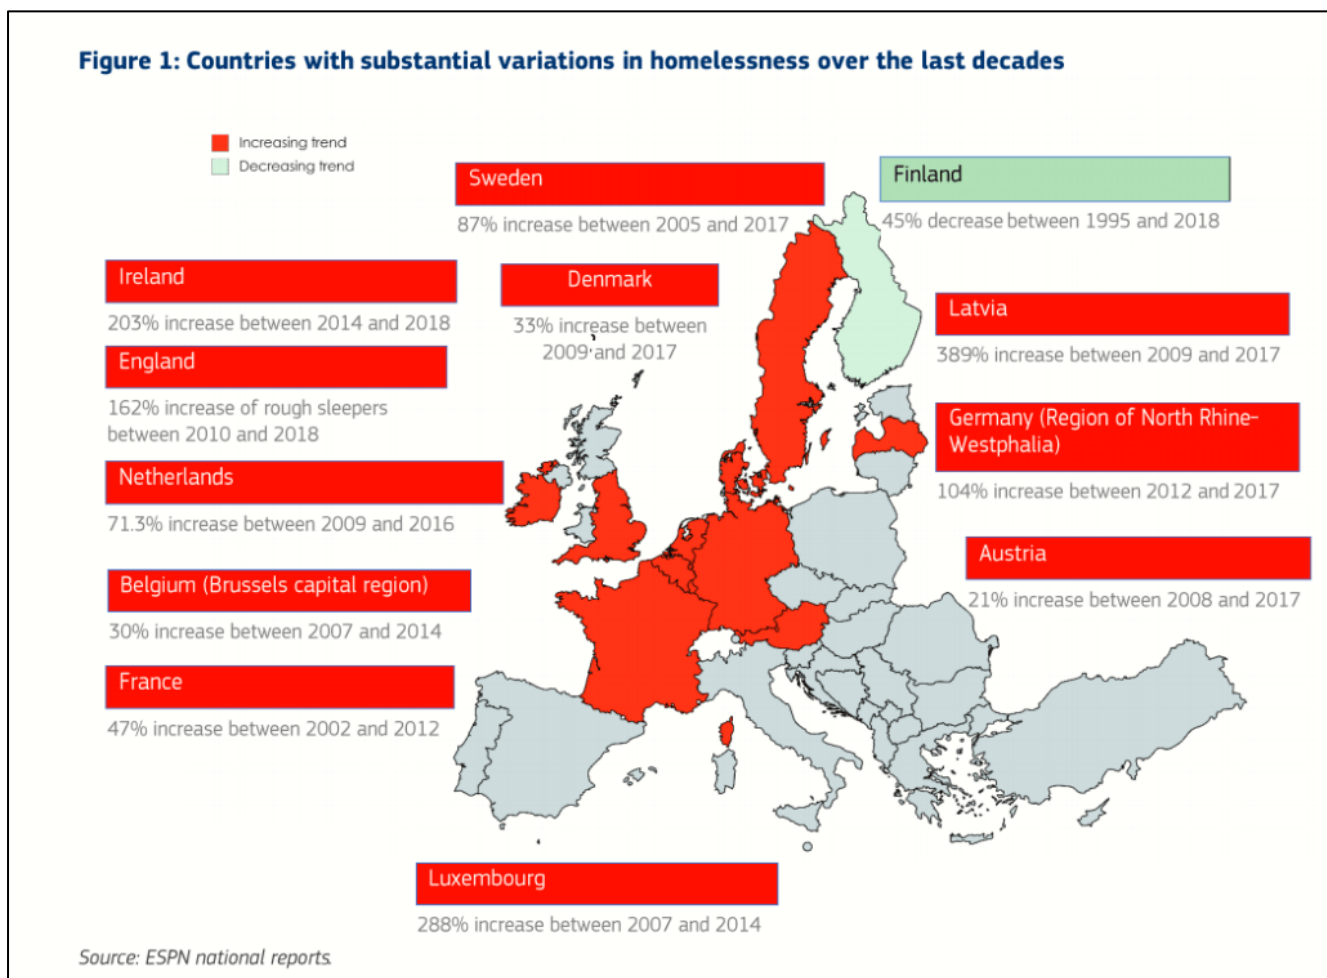 Figure 1: Countries with substantial variations in homelessness over the last decades
Increasing trend
Decreasing trend
Sweden
87% increase between 2005 and 2017
Finland
45% decrease between 1995 and 2018
Ireland
203% increase between 2014 and 2018
Denmark
33% increase between
2009 and 2017
Latvia
389% increase between 2009 and 2017
England
162% increase of rough sleepers
between 2010 and 2018
Germany (Region of North Rhine–
Westphalia)
104% increase between 2012 and 2017
Netherlands
71.3% increase between 2009 and 2016
Austria
21% increase between 2008 and 2017
Belgium (Brussels capital region)
30% increase between 2007 and 2014
France
47% increase between 2002 and 2012
Luxembourg
288% increase between 2007 and 2014
Source: ESPN national reports.